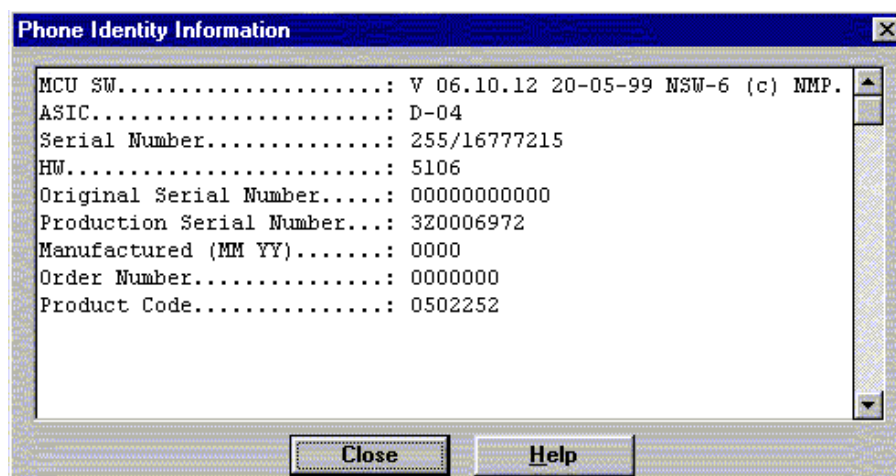 Phone Identity Information
MCU SW......................: V 06.10.12 20-05-99 NSW-6 (c) NMP.
ASIC........................: D-04
Serial Number...............: 255/16777215
HW..........................: 5106
Original Serial Number.....: 00000000000
Production Serial Number...: 3Z0006972
Manufactured (MM YY).......: 0000
Order Number................: 0000000
Product Code................: 0502252
Close Help